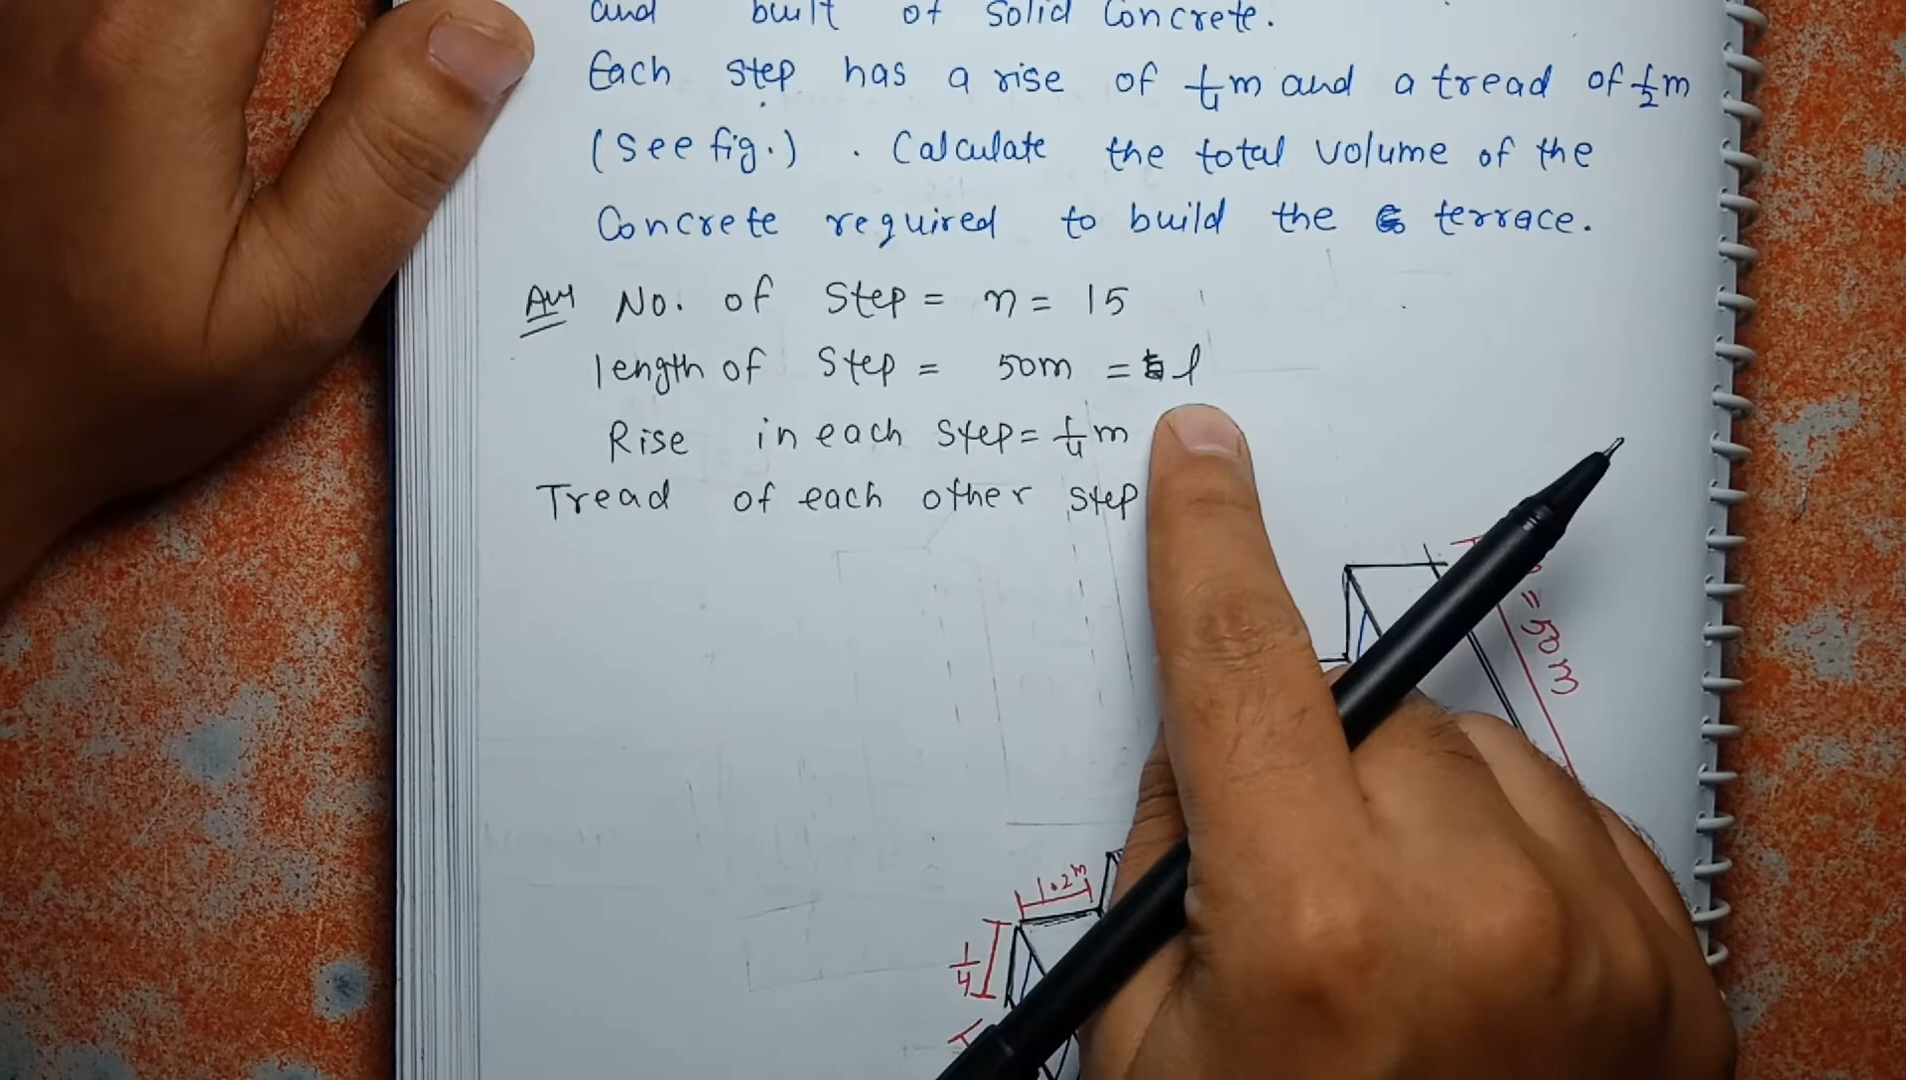 and built of Solid Concrete.
Each step has a rise of 1/4 m and a tread of 1/2 m
(See fig.). Calculate the total volume of the
Concrete required to build the terrace.
Ans No. of Step = n = 15
length of Step = 50m = l
Rise in each step = 1/4 m
Tread of each other step
= 50m
1.2m
1/4